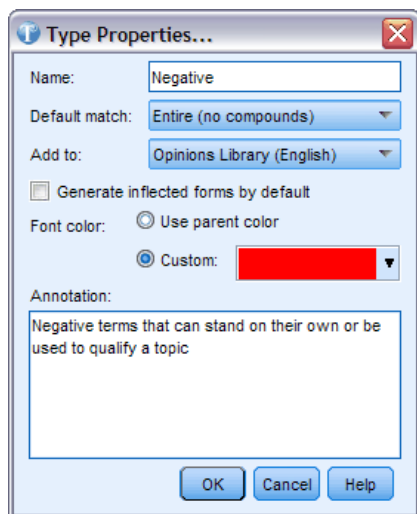 Type Properties...
Name: Negative
Default match: Entire (no compounds)
Add to: Opinions Library (English)
Generate inflected forms by default
Font color: Use parent color
Custom:
Annotation:
Negative terms that can stand on their own or be
used to qualify a topic
OK Cancel Help